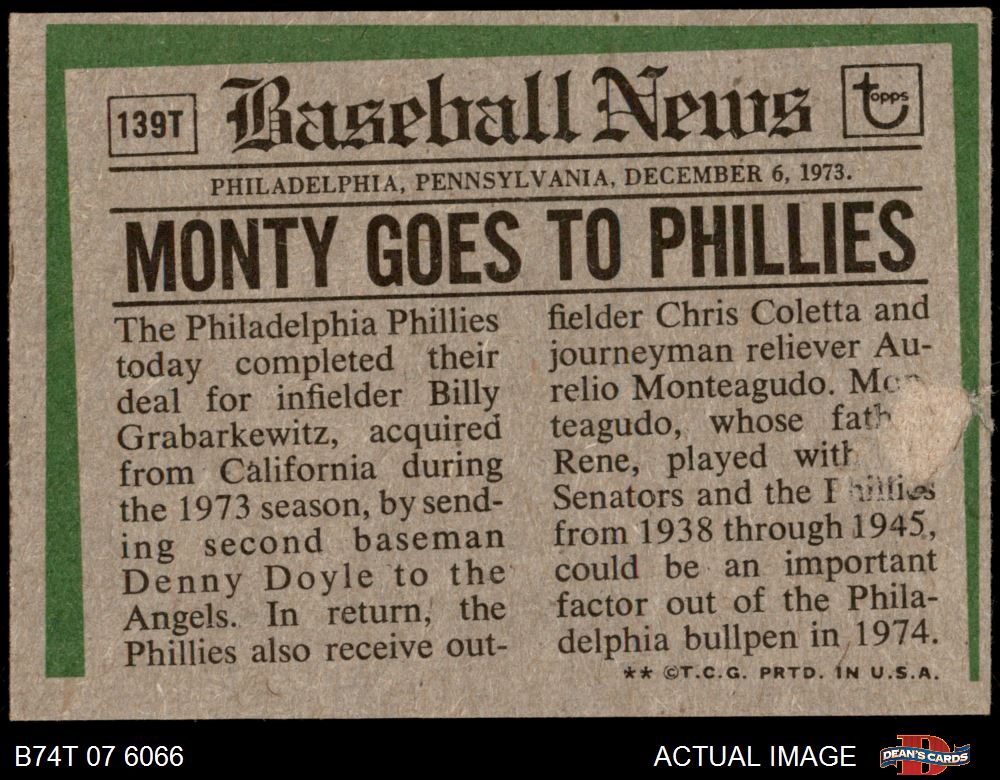 139T
Baseball News
topps
PHILADELPHIA, PENNSYLVANIA, DECEMBER 6, 1973.
MONTY GOES TO PHILLIES
The Philadelphia Phillies
today completed their
deal for infielder Billy
Grabarkewitz, acquired
from California during
the 1973 season, by send-
ing second baseman
Denny Doyle to the
Angels. In return, the
Phillies also receive out-
fielder Chris Coletta and
journeyman reliever Au-
relio Monteagudo. Mon-
teagudo, whose fath
Rene, played with
Senators and the Phillies
from 1938 through 1945,
could be an important
factor out of the Phila-
delphia bullpen in 1974.
** ©T.C.G. PRTD. IN U.S.A.
B74T 07 6066
ACTUAL IMAGE
DEAN'S CARDS